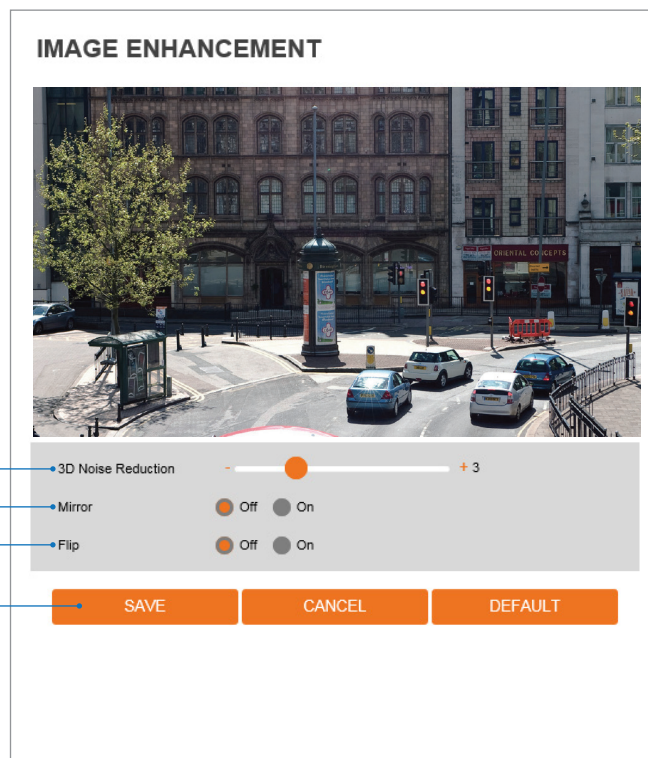 IMAGE ENHANCEMENT
ORIENTAL CONCEPTS
3D Noise Reduction - + 3
Mirror Off On
Flip Off On
SAVE CANCEL DEFAULT